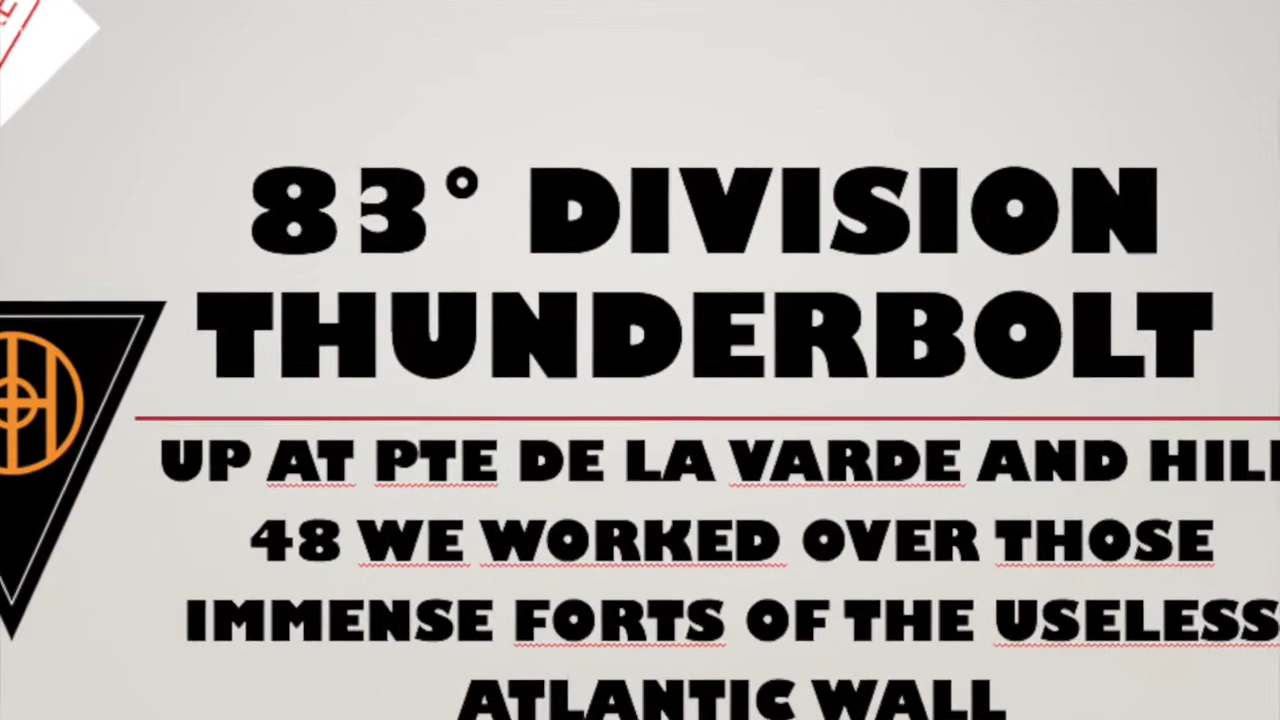 83° DIVISION
THUNDERBOLT
UP AT PTE DE LA VARDE AND HILL
48 WE WORKED OVER THOSE
IMMENSE FORTS OF THE USELESS
ATLANTIC WALL